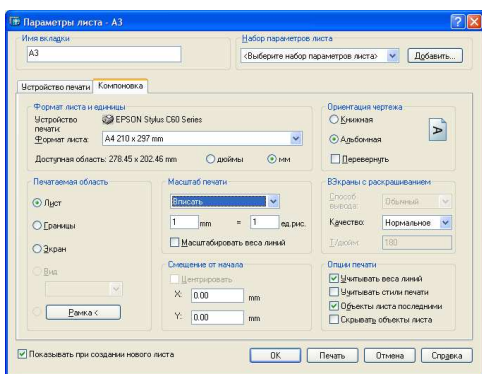 Параметры листа - А3
Имя вкладки
Набор параметров листа
А3
<Выберите набор параметров листа>
Добавить...
Устройство печати
Компоновка
Формат листа и единицы
Устройство печати:
EPSON Stylus C60 Series
Формат листа:
A4 210 x 297 mm
Доступная область: 278.45 x 202.46 mm
дюймы
мм
Ориентация чертежа
Книжная
Альбомная
Перевернуть
A
Печатаемая область
Лист
Границы
Экран
Вид
Рамка <
Масштаб печати
Вписать
1 mm = 1 ед.рис.
Масштабировать веса линий
Смещение от начала
Центрировать
X: 0.00 mm
Y: 0.00 mm
ВЭкраны с раскрашиванием
Способ вывода:
Обычный
Качество:
Нормальное
Т/дюйм:
180
Опции печати
Учитывать веса линий
Учитывать стили печати
Объекты листа последними
Скрывать объекты листа
Показывать при создании нового листа
OK
Печать
Отмена
Справка